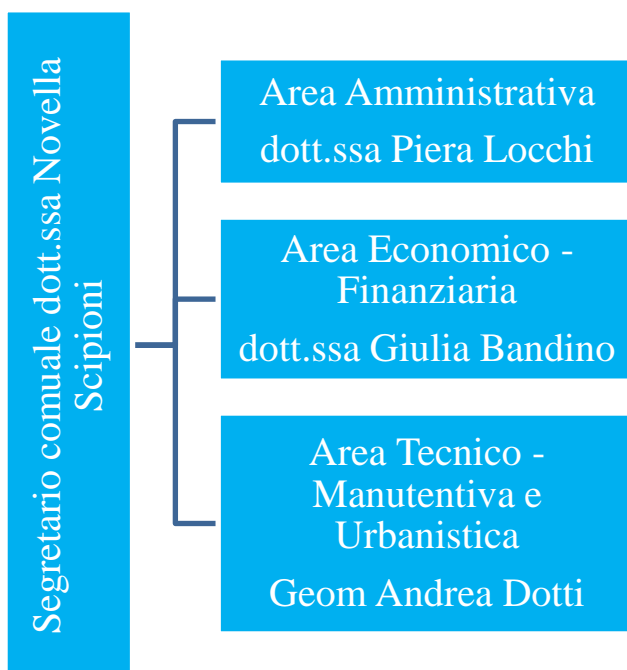 Segretario comuale dott.ssa Novella
Scipioni
Area Amministrativa
dott.ssa Piera Locchi
Area Economico -
Finanziaria
dott.ssa Giulia Bandino
Area Tecnico -
Manutentiva e
Urbanistica
Geom Andrea Dotti